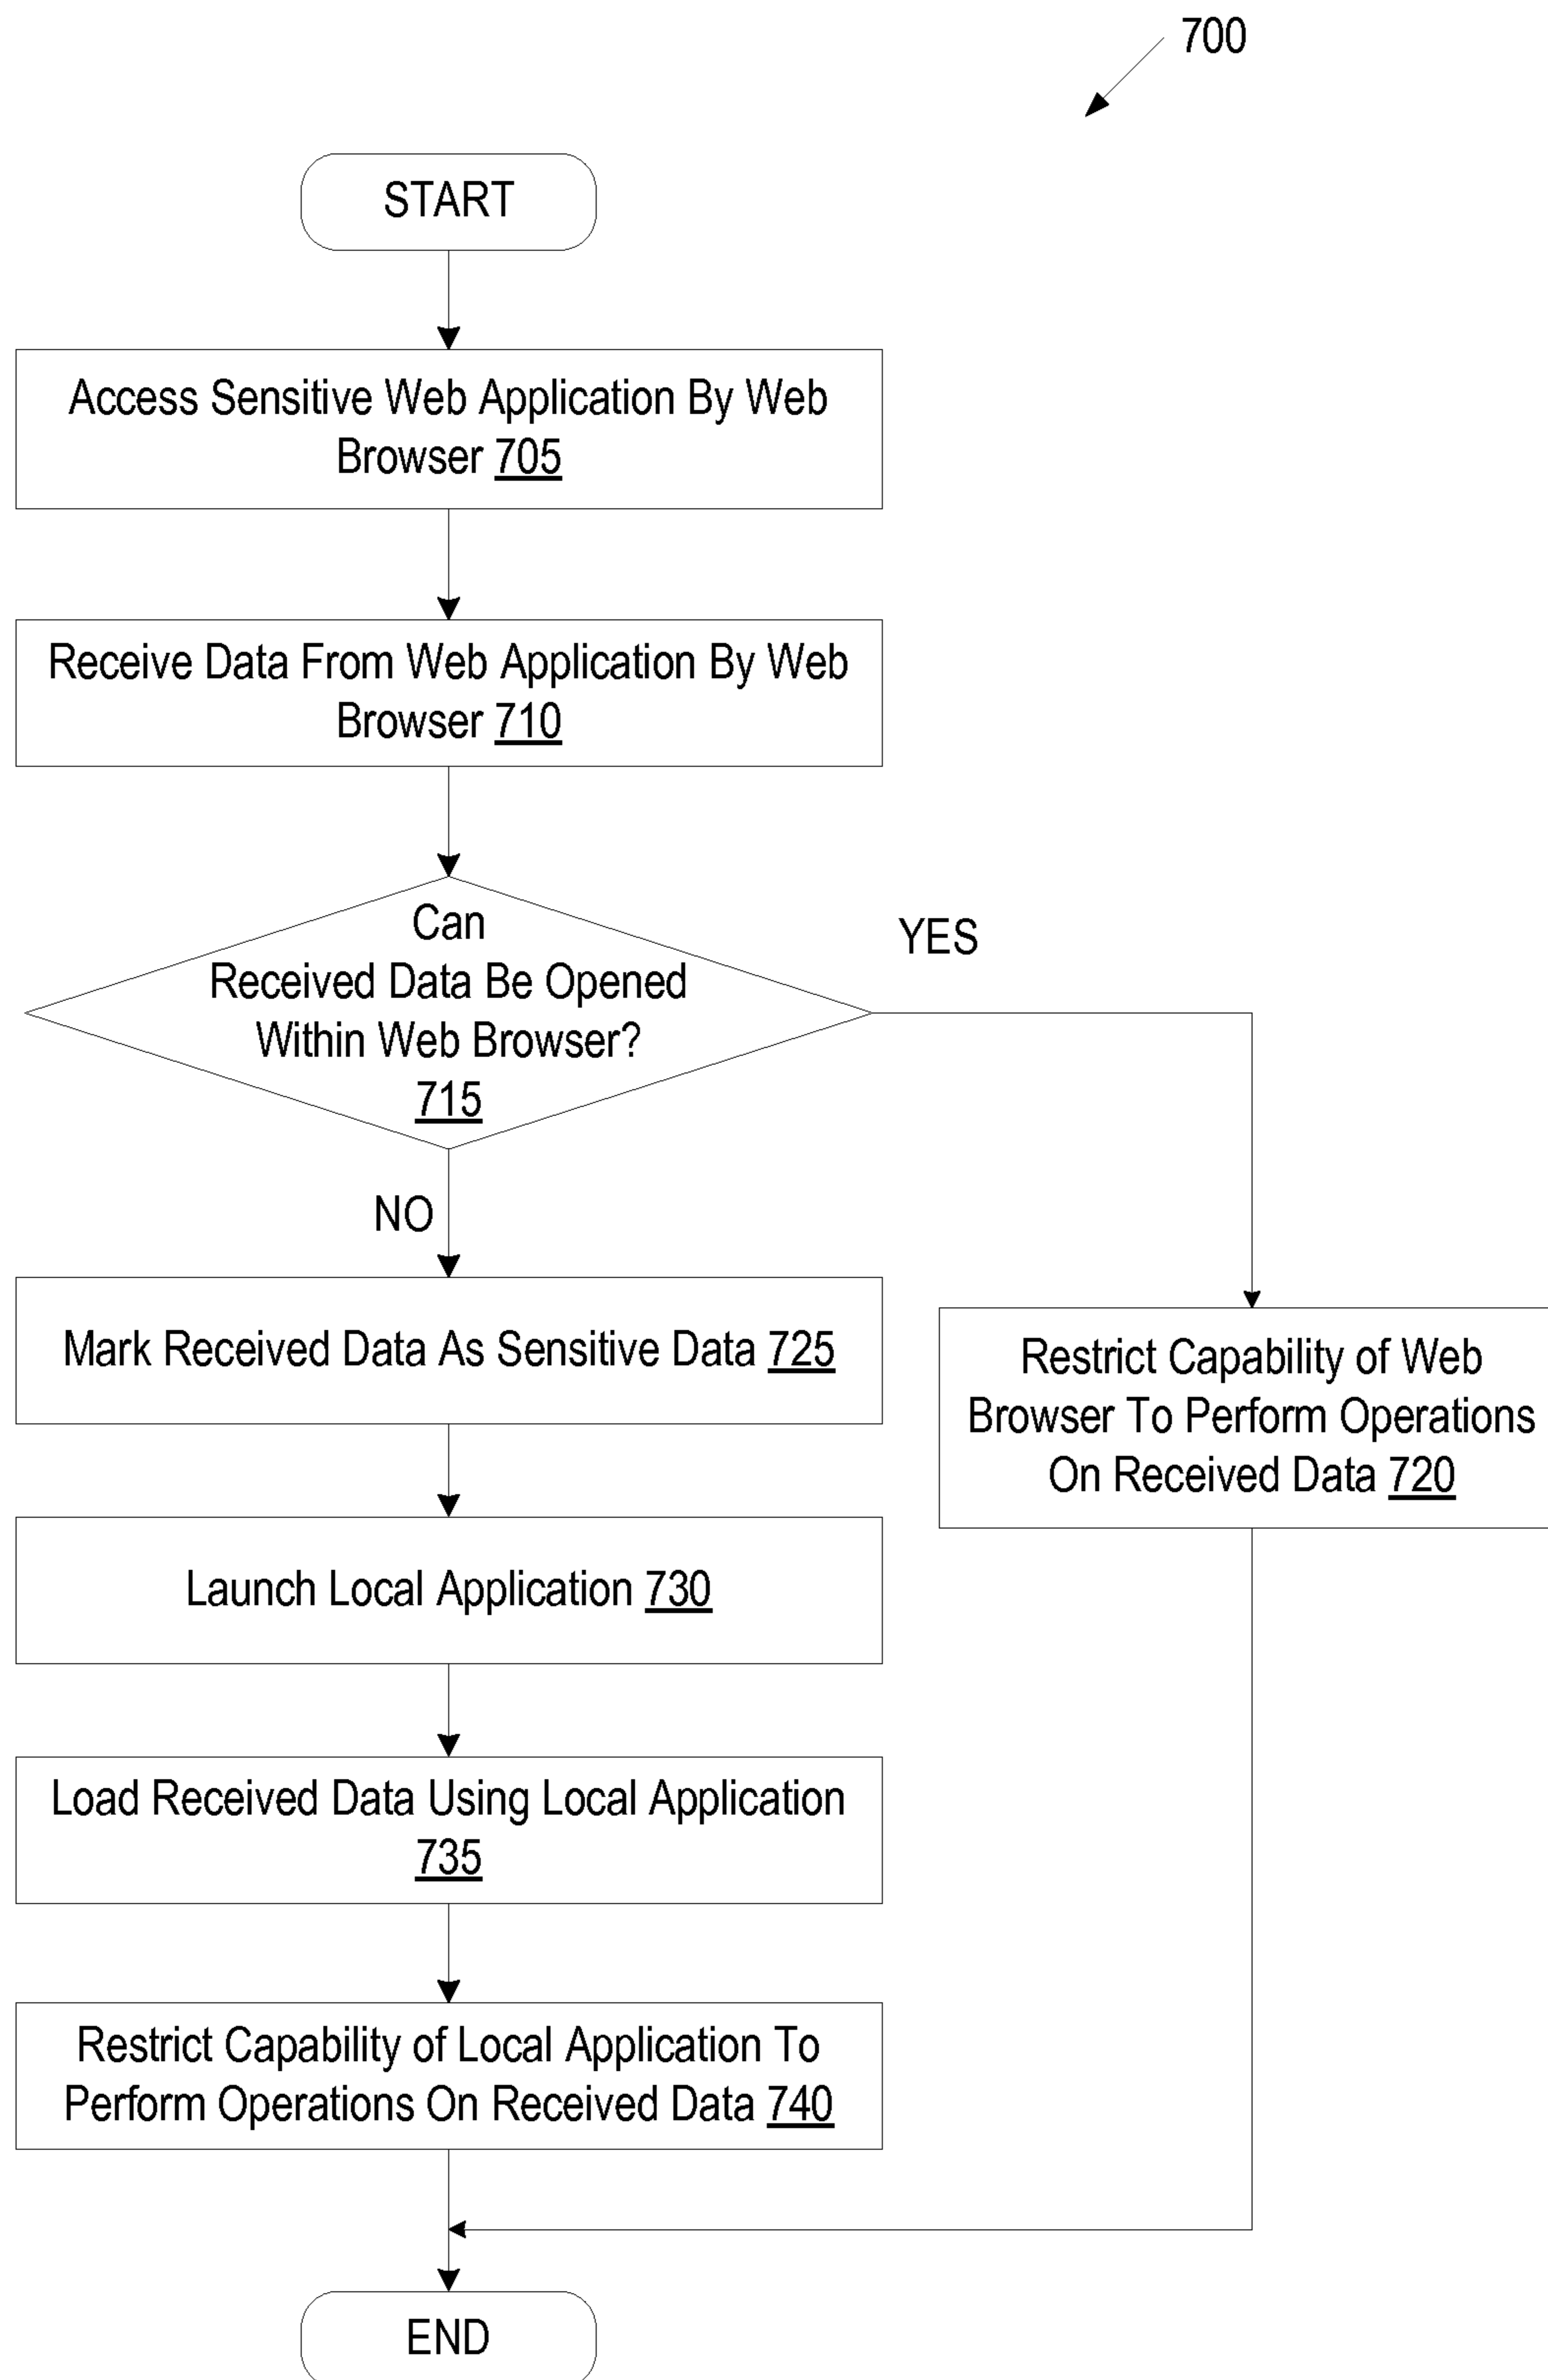 700
START
Access Sensitive Web Application By Web
Browser 705
Receive Data From Web Application By Web
Browser 710
Can
Received Data Be Opened
Within Web Browser?
715
YES
NO
Mark Received Data As Sensitive Data 725
Restrict Capability of Web
Browser To Perform Operations
On Received Data 720
Launch Local Application 730
Load Received Data Using Local Application
735
Restrict Capability of Local Application To
Perform Operations On Received Data 740
END